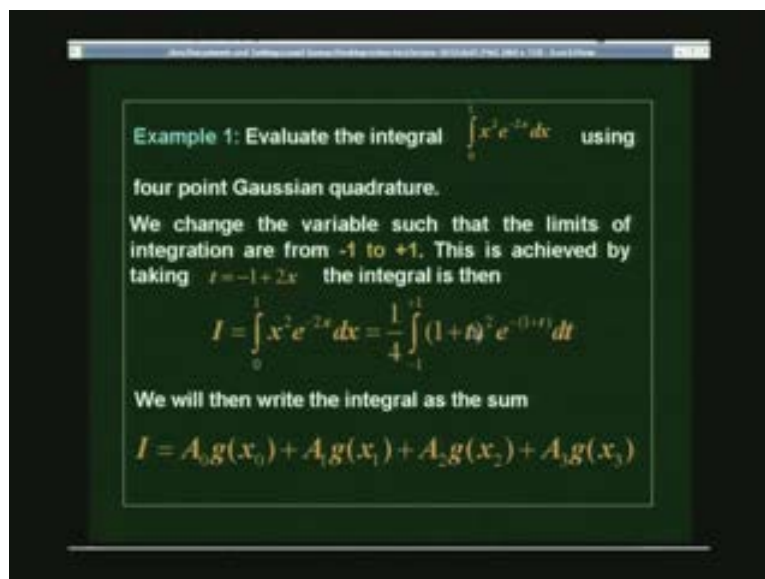 Example 1: Evaluate the integral ∫₀¹ x²e⁻²ˣdx using
four point Gaussian quadrature.
We change the variable such that the limits of
integration are from -1 to +1. This is achieved by
taking t = −1 + 2x the integral is then
I = ∫₀¹ x²e⁻²ˣdx = 1/4 ∫₋₁⁺¹ (1+t)²e^{-(1+t)}dt
We will then write the integral as the sum
I = A₀g(x₀) + A₁g(x₁) + A₂g(x₂) + A₃g(x₃)